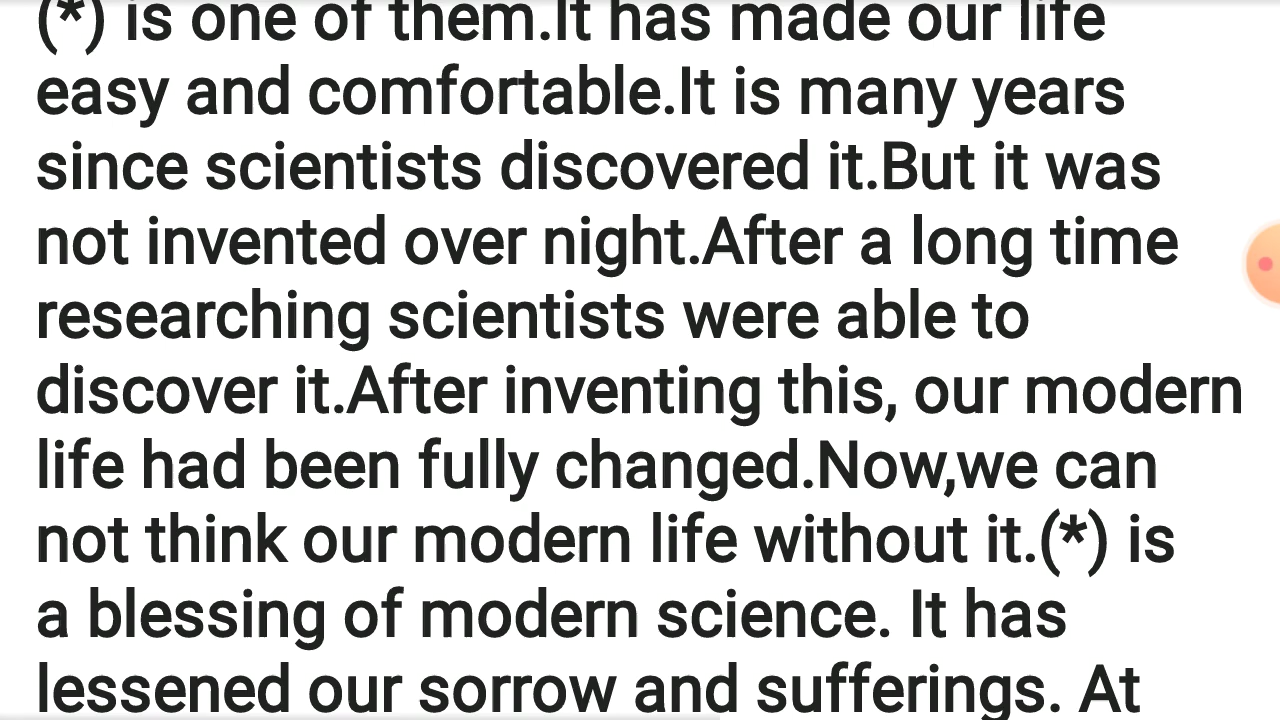 (*) is one of them.It has made our life
easy and comfortable.It is many years
since scientists discovered it.But it was
not invented over night.After a long time
researching scientists were able to
discover it.After inventing this, our modern
life had been fully changed.Now,we can
not think our modern life without it.(*) is
a blessing of modern science. It has
lessened our sorrow and sufferings. At